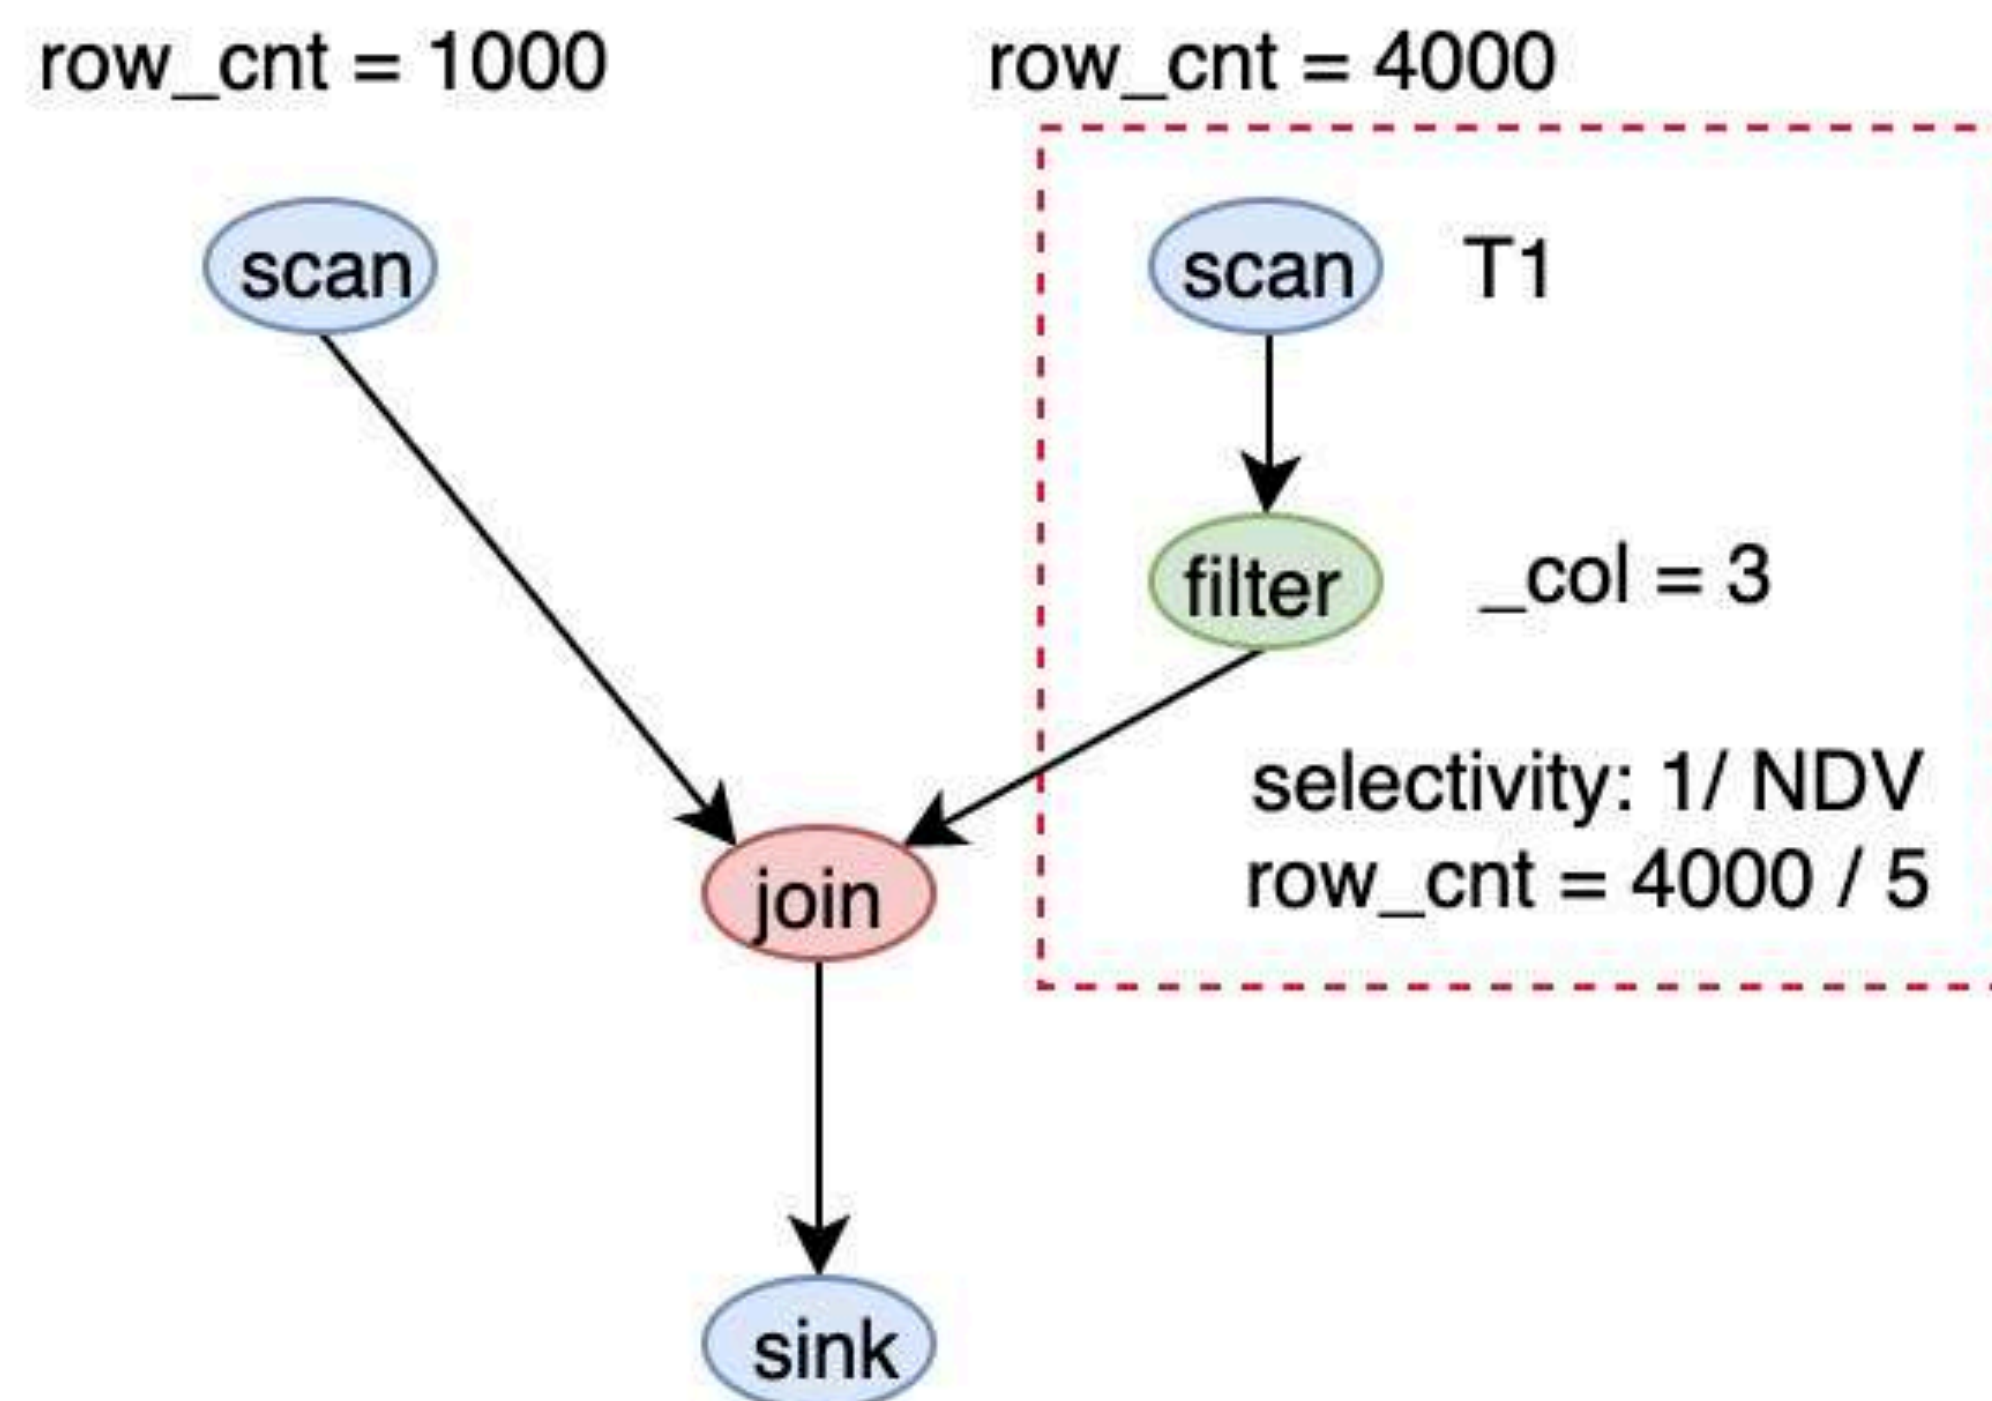 row_cnt = 1000
row_cnt = 4000
scan
scan
T1
filter
_col = 3
selectivity: 1/ NDV
row_cnt = 4000 / 5
join
sink